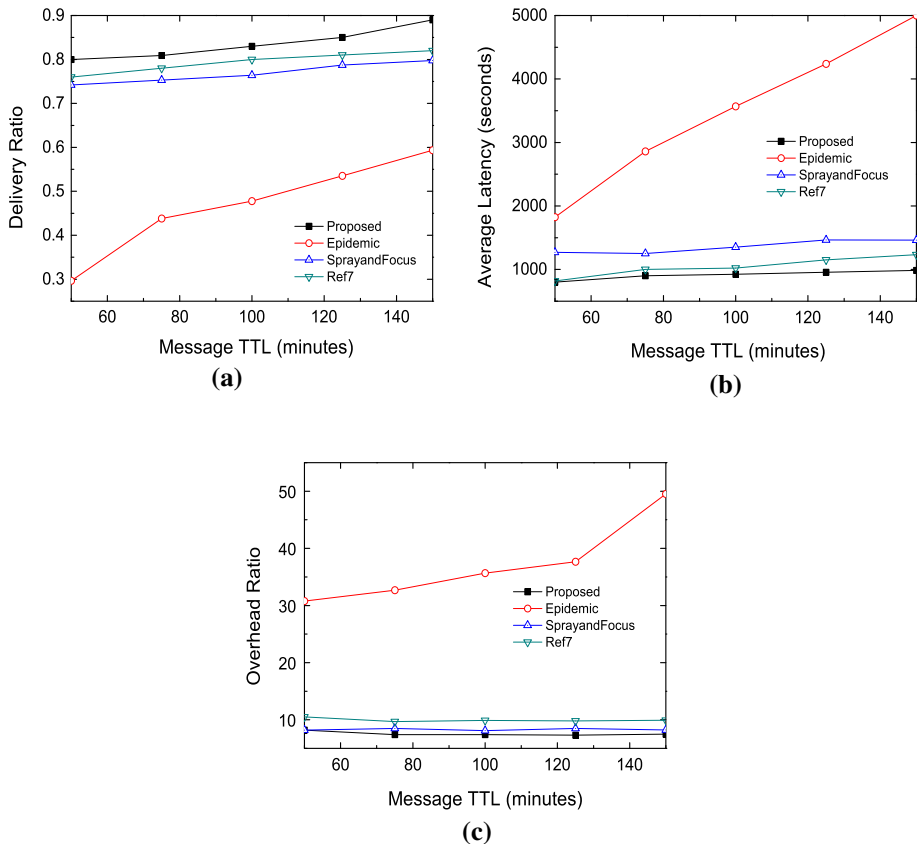 0.9
0.8
0.7
0.6
0.5
0.4
0.3
Delivery Ratio
Proposed
Epidemic
SprayandFocus
Ref7
60 80 100 120 140
Message TTL (minutes)
(a)
5000
4000
3000
2000
1000
Average Latency (seconds)
Proposed
Epidemic
SprayandFocus
Ref7
60 80 100 120 140
Message TTL (minutes)
(b)
50
40
30
20
10
Overhead Ratio
Proposed
Epidemic
SprayandFocus
Ref7
60 80 100 120 140
Message TTL (minutes)
(c)